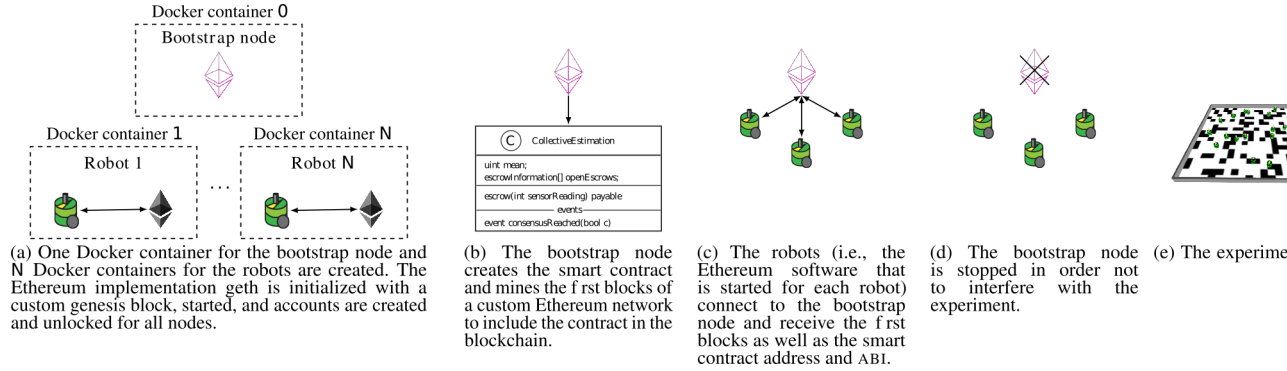 Docker container 0
Bootstrap node
Docker container 1
Docker container N
Robot 1
Robot N
...
(a) One Docker container for the bootstrap node and
N Docker containers for the robots are created. The
Ethereum implementation geth is initialized with a
custom genesis block, started, and accounts are created
and unlocked for all nodes.
C CollectiveEstimation
uint mean;
escrowInformation[] openEscrows;
escrow(int sensorReading) payable
events
event consensusReached(bool c)
(b) The bootstrap node
creates the smart contract
and mines the f rst blocks of
a custom Ethereum network
to include the contract in the
blockchain.
(c) The robots (i.e., the
Ethereum software that
is started for each robot)
connect to the bootstrap
node and receive the f rst
blocks as well as the smart
contract address and ABI.
(d) The bootstrap node
is stopped in order not
to interfere with the
experiment.
(e) The experime